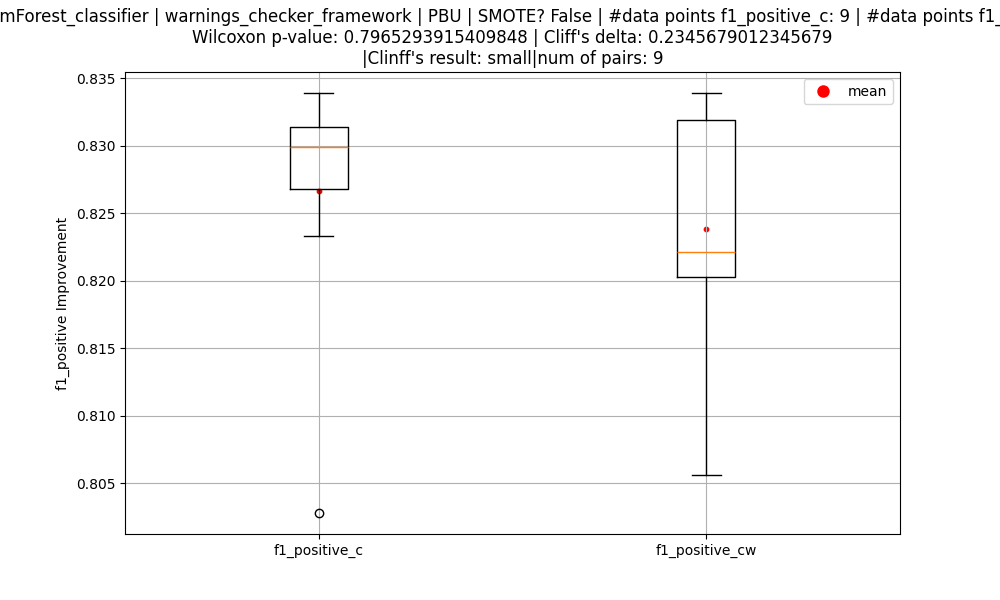 mForest_classifier | warnings_checker_framework | PBU | SMOTE? False | #data points f1_positive_c: 9 | #data points f1_
Wilcoxon p-value: 0.7965293915409848 | Cliff's delta: 0.2345679012345679
|Clinff's result: small|num of pairs: 9
mean
0.835
0.830
0.825
0.820
0.815
0.810
0.805
f1_positive Improvement
f1_positive_c
f1_positive_cw